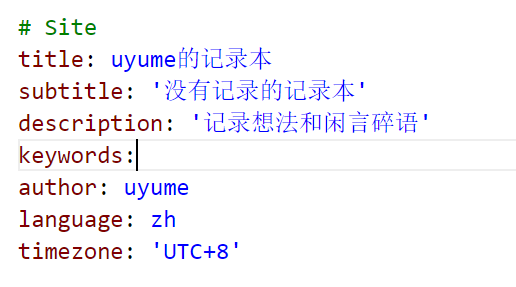 # Site
title: uyume的记录本
subtitle: '没有记录的记录本'
description: '记录想法和闲言碎语'
keywords:
author: uyume
language: zh
timezone: 'UTC+8'